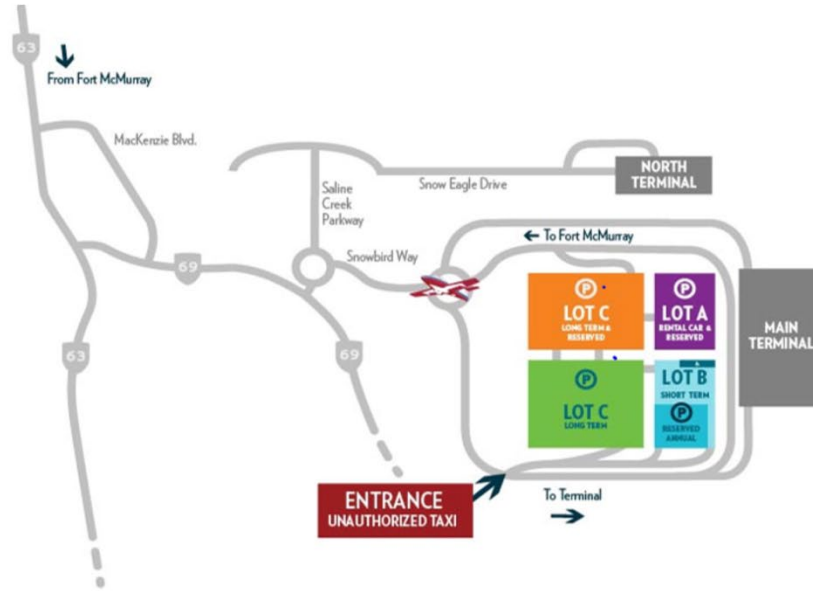 63
From Fort McMurray
MacKenzie Blvd.
NORTH
TERMINAL
Snow Eagle Drive
Saline
Creek
Parkway
To Fort McMurray
Snowbird Way
69
P
LOT C
LONG TERM &
RESERVED
P
LOT A
RENTAL CAR &
RESERVED
MAIN
TERMINAL
63
69
P
LOT C
LONG TERM
LOT B
SHORT TERM
P
RESERVED
ANNUAL
ENTRANCE
UNAUTHORIZED TAXI
To Terminal